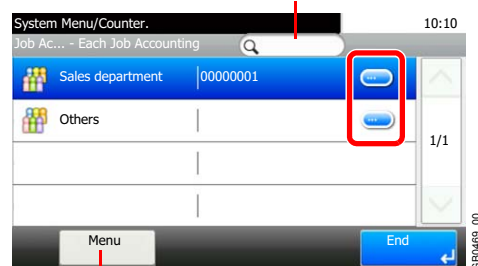 System Menu/Counter.
10:10
Job Ac... - Each Job Accounting
Sales department 00000001
Others
1/1
Menu
End